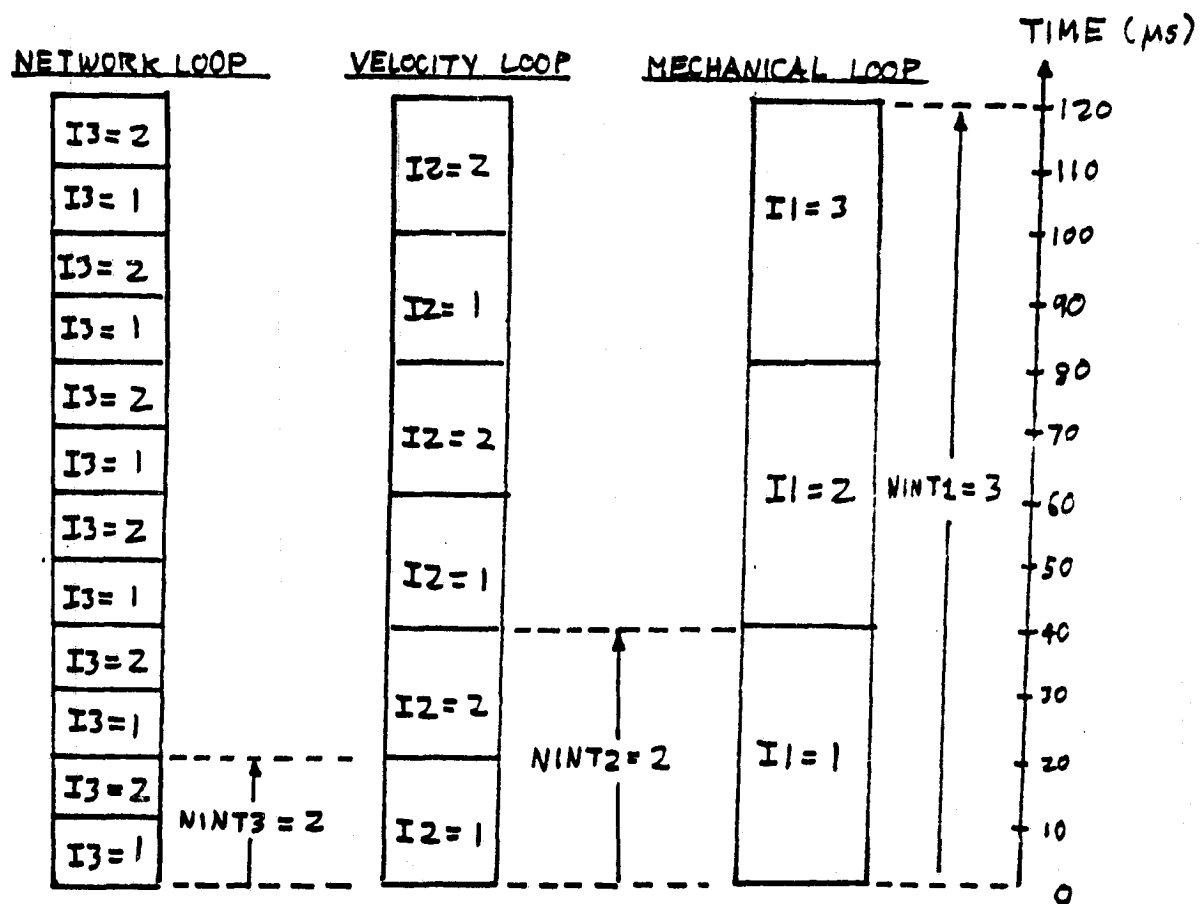 TIME (µs)
NETWORK LOOP
VELOCITY LOOP
MECHANICAL LOOP
I3=2
I3=1
I3=2
I3=1
I3=2
I3=1
I3=2
I3=1
I3=2
I3=1
I3=2
I3=1
NINT3=2
I2=2
I2=1
I2=2
I2=1
I2=2
I2=1
NINT2=2
I1=3
I1=2
I1=1
NINT1=3
120
110
100
90
80
70
60
50
40
30
20
10
0